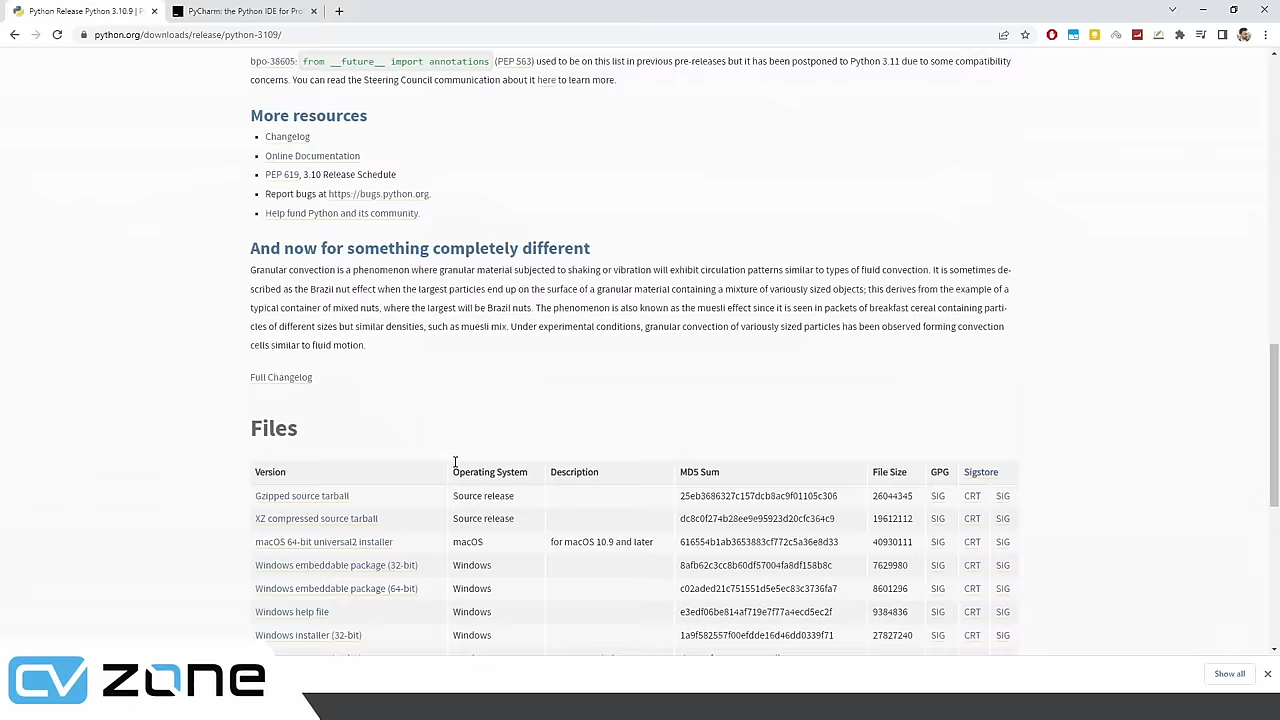 Python Release Python 3.10.9 | P
PyCharm: the Python IDE for Pro
python.org/downloads/release/python-3109/
bpo-38605: from __future__ import annotations (PEP 563) used to be on this list in previous pre-releases but it has been postponed to Python 3.11 due to some compatibility
concerns. You can read the Steering Council communication about it here to learn more.
More resources
Changelog
Online Documentation
PEP 619, 3.10 Release Schedule
Report bugs at https://bugs.python.org.
Help fund Python and its community.
And now for something completely different
Granular convection is a phenomenon where granular material subjected to shaking or vibration will exhibit circulation patterns similar to types of fluid convection. It is sometimes de-
scribed as the Brazil nut effect when the largest particles end up on the surface of a granular material containing a mixture of variously sized objects; this derives from the example of a
typical container of mixed nuts, where the largest will be Brazil nuts. The phenomenon is also known as the muesli effect since it is seen in packets of breakfast cereal containing parti-
cles of different sizes but similar densities, such as muesli mix. Under experimental conditions, granular convection of variously sized particles has been observed forming convection
cells similar to fluid motion.
Full Changelog
Files
Version Operating System Description MD5 Sum File Size GPG Sigstore
Gzipped source tarball Source release 25eb3686327c157dcb8ac9f01105c306 26044345 SIG CRT SIG
XZ compressed source tarball Source release dc8c0f274b28ee9e95923d20cfc364c9 19612112 SIG CRT SIG
macOS 64-bit universal2 installer macOS for macOS 10.9 and later 616554b1ab3653883cf772c5a36e8d33 40930111 SIG CRT SIG
Windows embeddable package (32-bit) Windows 8afb62c3cc8b60df57004fa8df158b8c 7629980 SIG CRT SIG
Windows embeddable package (64-bit) Windows c02aded21c751551d5e5ec83c3736fa7 8601296 SIG CRT SIG
Windows help file Windows e3edf06be814af719e7f77a4ecd5ec2f 9384836 SIG CRT SIG
Windows installer (32-bit) Windows 1a9f582557f00efdde16d46dd0339f71 27827240 SIG CRT SIG
Show all
CV ZONE